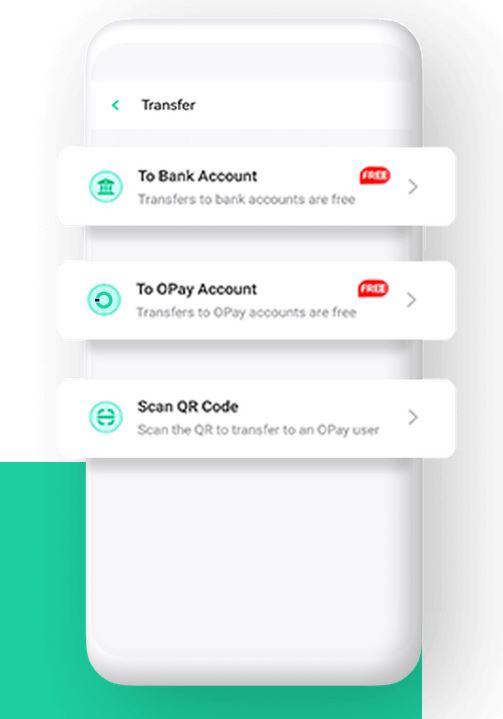 Transfer
To Bank Account FREE
Transfers to bank accounts are free
To OPay Account FREE
Transfers to OPay accounts are free
Scan QR Code
Scan the QR to transfer to an OPay user